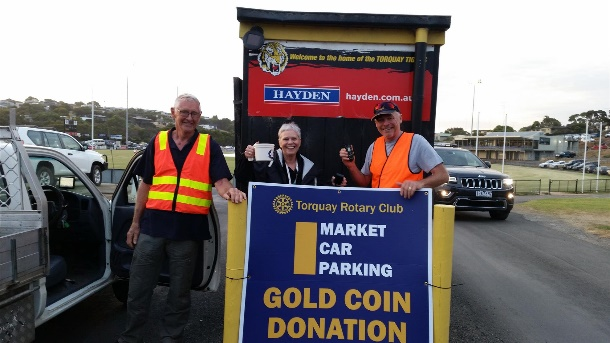 Welcome to the home of the TORQUAY TIG
HAYDEN hayden.com.au
Torquay Rotary Club
MARKET
CAR
PARKING
GOLD COIN
DONATION